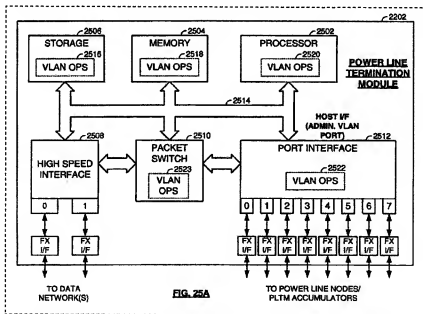 2202
2506
STORAGE
2516
VLAN OPS
2504
MEMORY
2518
VLAN OPS
2502
PROCESSOR
2520
VLAN OPS
POWER LINE
TERMINATION
MODULE
2514
HOST I/F
(ADMIN. VLAN
PORT)
2508
HIGH SPEED
INTERFACE
0 1
2510
PACKET
SWITCH
2523
VLAN
OPS
2512
PORT INTERFACE
2522
VLAN OPS
0 1 2 3 4 5 6 7
FX I/F FX I/F
FX I/F FX I/F FX I/F FX I/F FX I/F FX I/F FX I/F FX I/F
TO DATA
NETWORK(S)
FIG. 25A
TO POWER LINE NODES/
PLTM ACCUMULATORS